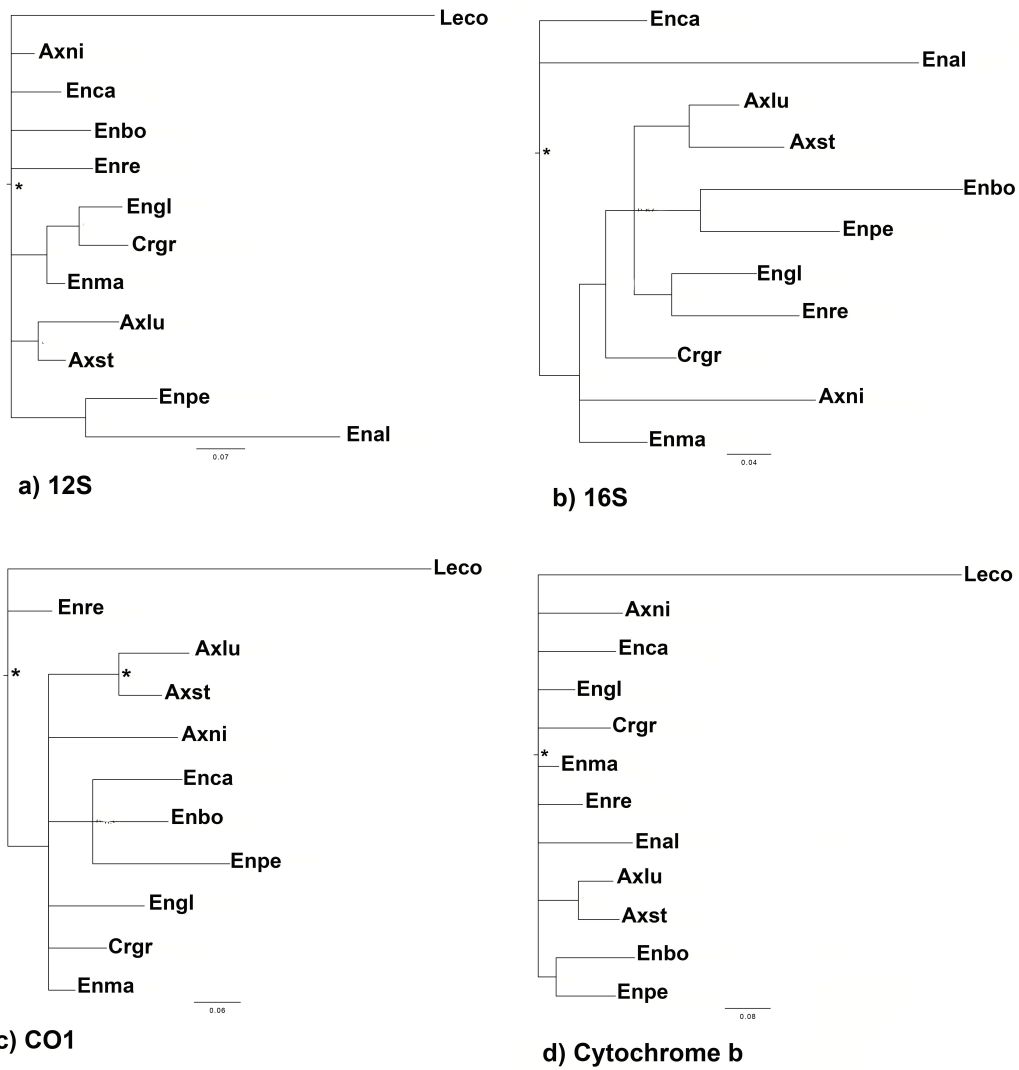 Leco
Axni
Enca
Enbo
Enre
*
Engl
Crgr
Enma
Axlu
Axst
Enpe
Enal
0.07
a) 12S
Enca
Enal
Axlu
Axst
*
Enbo
Enpe
Engl
Enre
Crgr
Axni
Enma
0.04
b) 16S
Leco
Enre
Axlu
*
*
Axst
Axni
Enca
Enbo
Enpe
Engl
Crgr
Enma
0.06
c) CO1
Leco
Axni
Enca
Engl
Crgr
*
Enma
Enre
Enal
Axlu
Axst
Enbo
Enpe
0.08
d) Cytochrome b